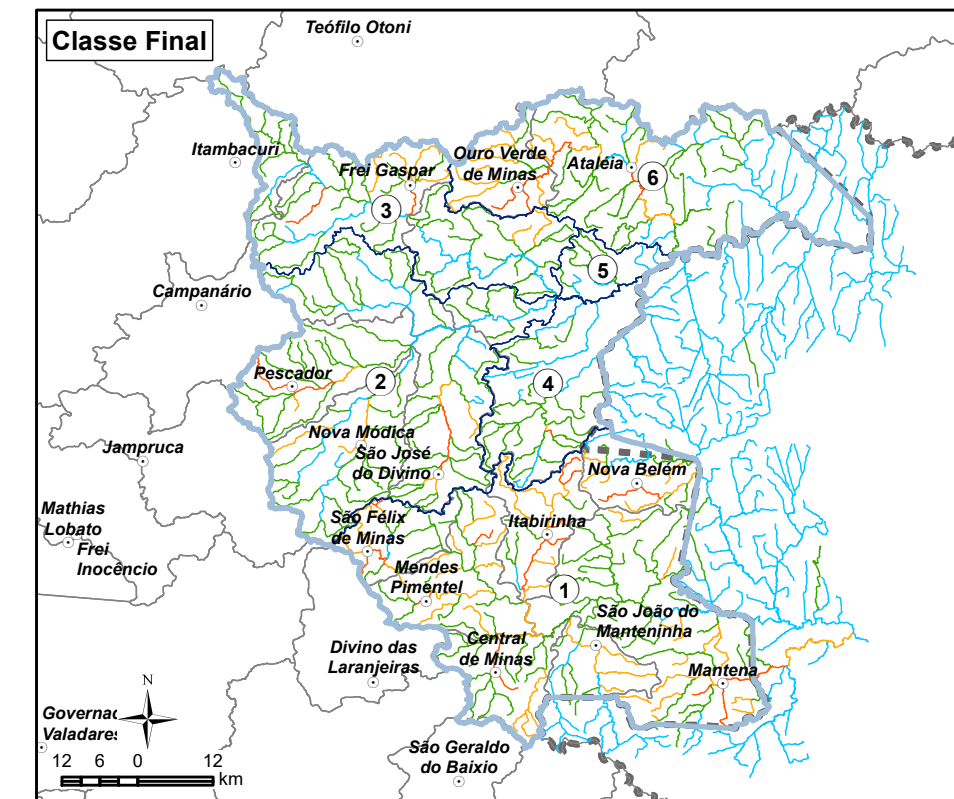 Classe Final
Teófilo Otoni
Itambacuri
Frei Gaspar
Ouro Verde
de Minas
Ataléia
6
3
5
Campanário
Pescador
2
4
Nova Módica
São José
do Divino
Jampruca
Nova Belém
Mathias
Lobato
Frei
Inocêncio
São Félix
de Minas
Itabirinha
Mendes
Pimentel
1
São João do
Manteninha
Divino das
Laranjeiras
Central
de Minas
Mantena
N
Governac
Valadares
São Geraldo
do Baixio
12 6 0 12
km